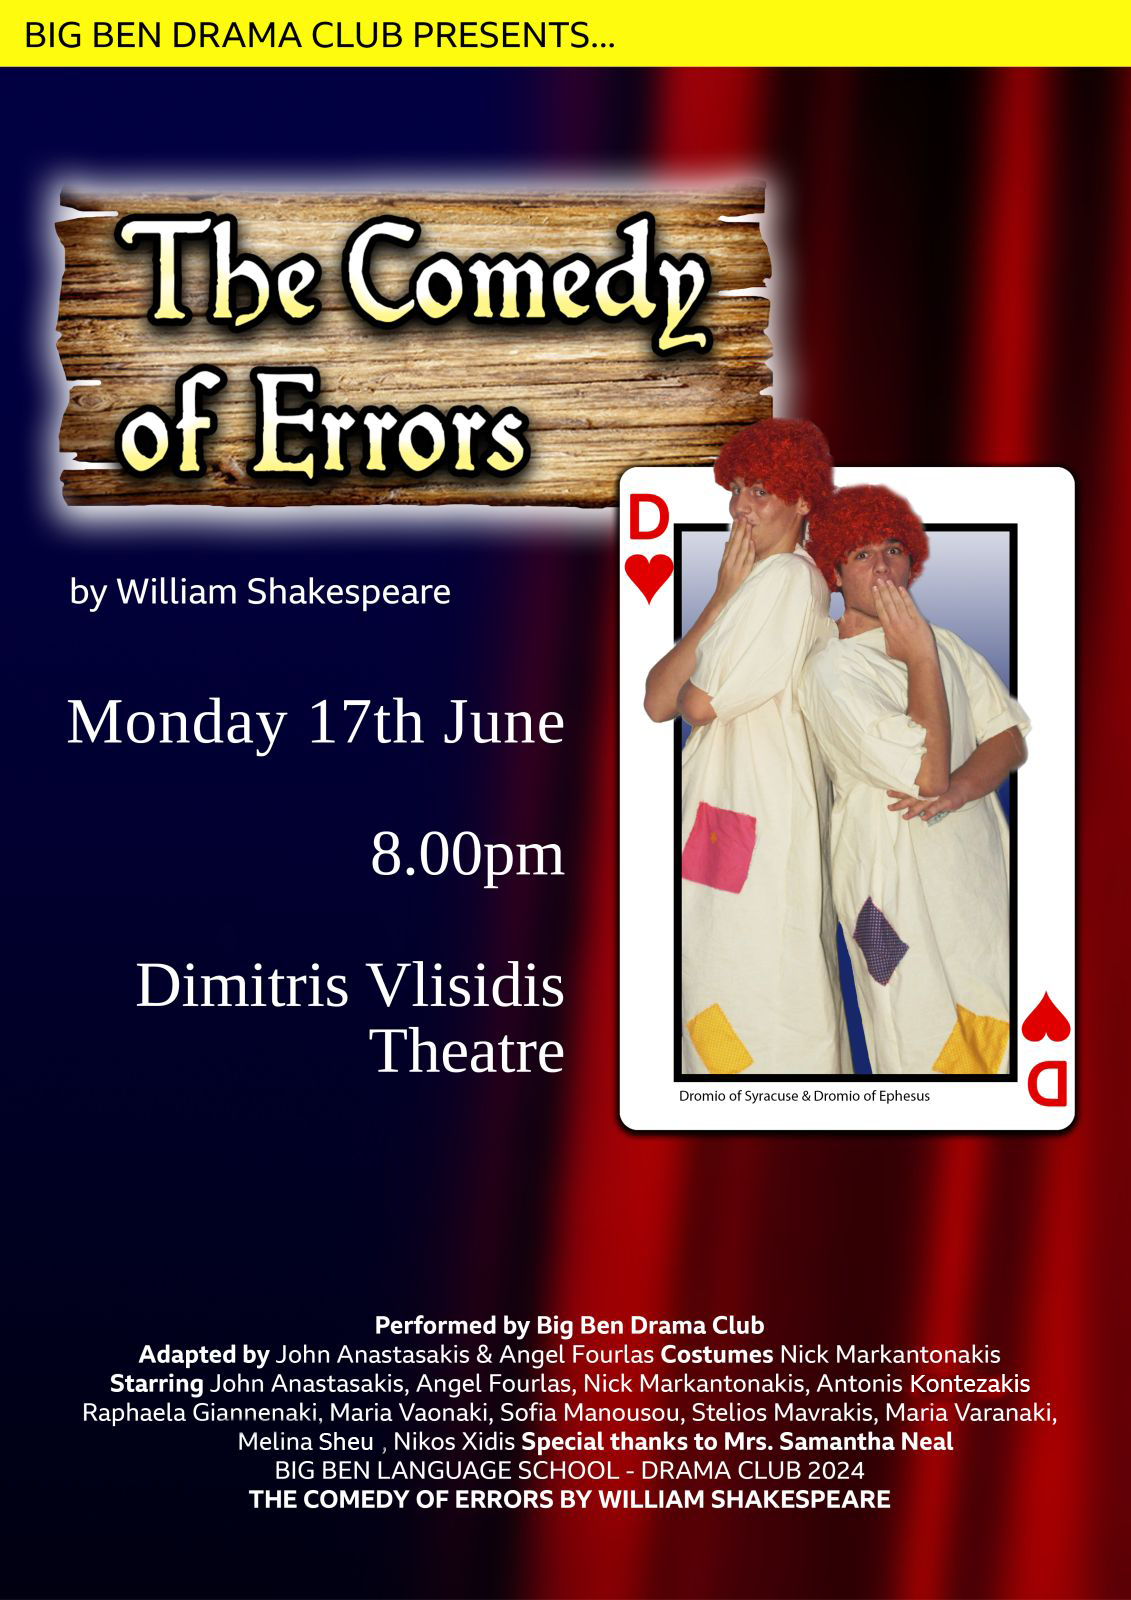 BIG BEN DRAMA CLUB PRESENTS...
The Comedy
of Errors
by William Shakespeare
Monday 17th June
8.00pm
Dimitris Vlisidis
Theatre
D
D
Dromio of Syracuse & Dromio of Ephesus
Performed by Big Ben Drama Club
Adapted by John Anastasakis & Angel Fourlas Costumes Nick Markantonakis
Starring John Anastasakis, Angel Fourlas, Nick Markantonakis, Antonis Kontezakis
Raphaela Giannenaki, Maria Vaonaki, Sofia Manousou, Stelios Mavrakis, Maria Varanaki,
Melina Sheu , Nikos Xidis Special thanks to Mrs. Samantha Neal
BIG BEN LANGUAGE SCHOOL - DRAMA CLUB 2024
THE COMEDY OF ERRORS BY WILLIAM SHAKESPEARE